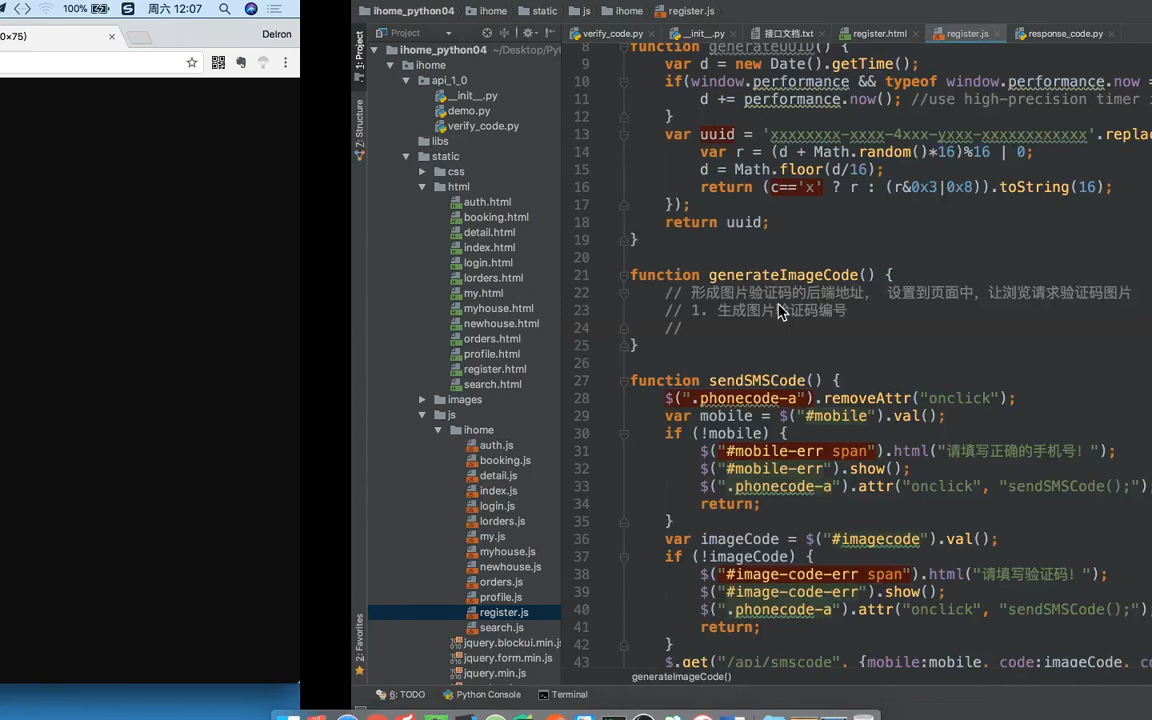 100%
周六 12:07
0×75)
Delron
ihome_python04
ihome
static
js
ihome
register.js
Project
verify_code.py
__init__.py
接口文档.txt
register.html
register.js
response_code.py
1: Project
Z: Structure
2: Favorites
ihome_python04 ~/Desktop/Pyt
ihome
api_1_0
__init__.py
demo.py
verify_code.py
libs
static
css
html
auth.html
booking.html
detail.html
index.html
login.html
lorders.html
my.html
myhouse.html
newhouse.html
orders.html
profile.html
register.html
search.html
images
js
ihome
auth.js
booking.js
detail.js
index.js
login.js
lorders.js
my.js
myhouse.js
newhouse.js
orders.js
profile.js
register.js
search.js
jquery.blockui.min.js
jquery.form.min.js
jquery.min.js
8 function generateUUID() {
9 var d = new Date().getTime();
10 if(window.performance && typeof window.performance.now =
11 d += performance.now(); //use high-precision timer i
12 }
13 var uuid = 'xxxxxxxx-xxxx-4xxx-yxxx-xxxxxxxxxxxx'.replac
14 var r = (d + Math.random()*16)%16 | 0;
15 d = Math.floor(d/16);
16 return (c=='x' ? r : (r&0x3|0x8)).toString(16);
17 });
18 return uuid;
19 }
20
21 function generateImageCode() {
22 // 形成图片验证码的后端地址， 设置到页面中，让浏览请求验证码图片
23 // 1. 生成图片验证码编号
24 //
25 }
26
27 function sendSMSCode() {
28 $(".phonecode-a").removeAttr("onclick");
29 var mobile = $("#mobile").val();
30 if (!mobile) {
31 $("#mobile-err span").html("请填写正确的手机号！");
32 $("#mobile-err").show();
33 $(".phonecode-a").attr("onclick", "sendSMSCode();")
34 return;
35 }
36 var imageCode = $("#imagecode").val();
37 if (!imageCode) {
38 $("#image-code-err span").html("请填写验证码！");
39 $("#image-code-err").show();
40 $(".phonecode-a").attr("onclick", "sendSMSCode();")
41 return;
42 }
43 $.get("/api/smscode", {mobile:mobile, code:imageCode, co
generateImageCode()
6: TODO
Python Console
Terminal